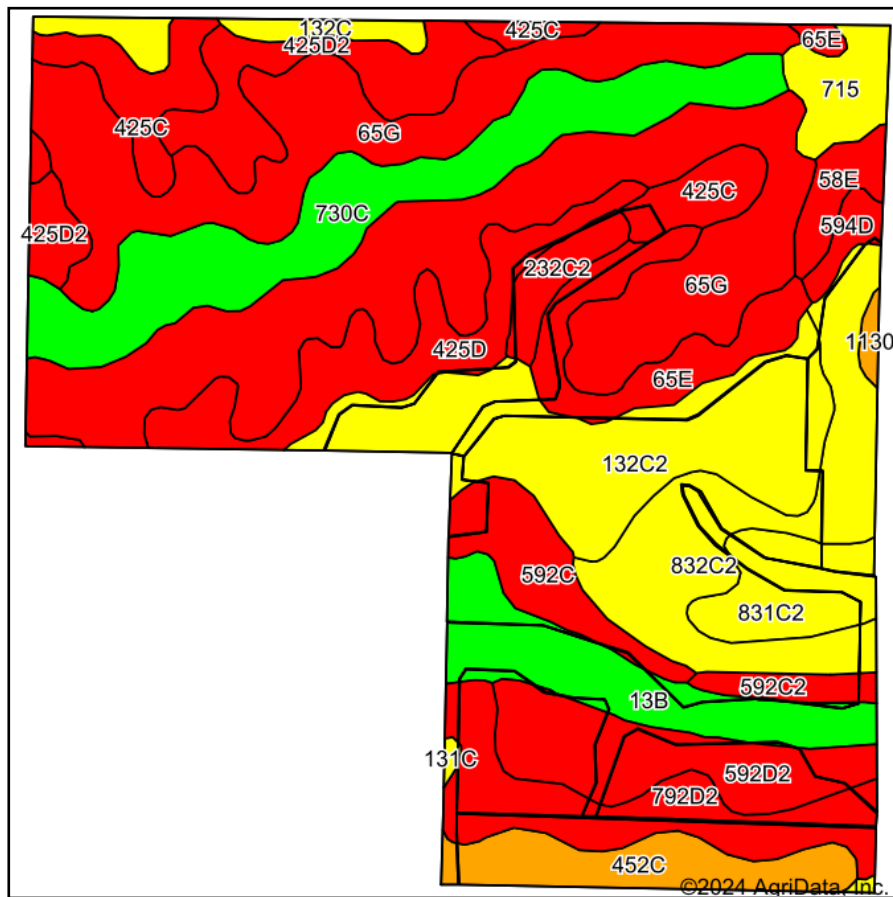 132C
425C
425D2
65E
715
425C
65G
425C
58E
730C
594D
425D2
232C2
65G
1130
425D
65E
132C2
832C2
592C
831C2
592C2
13B
131C
592D2
792D2
452C
©2024 AgriData, Inc.